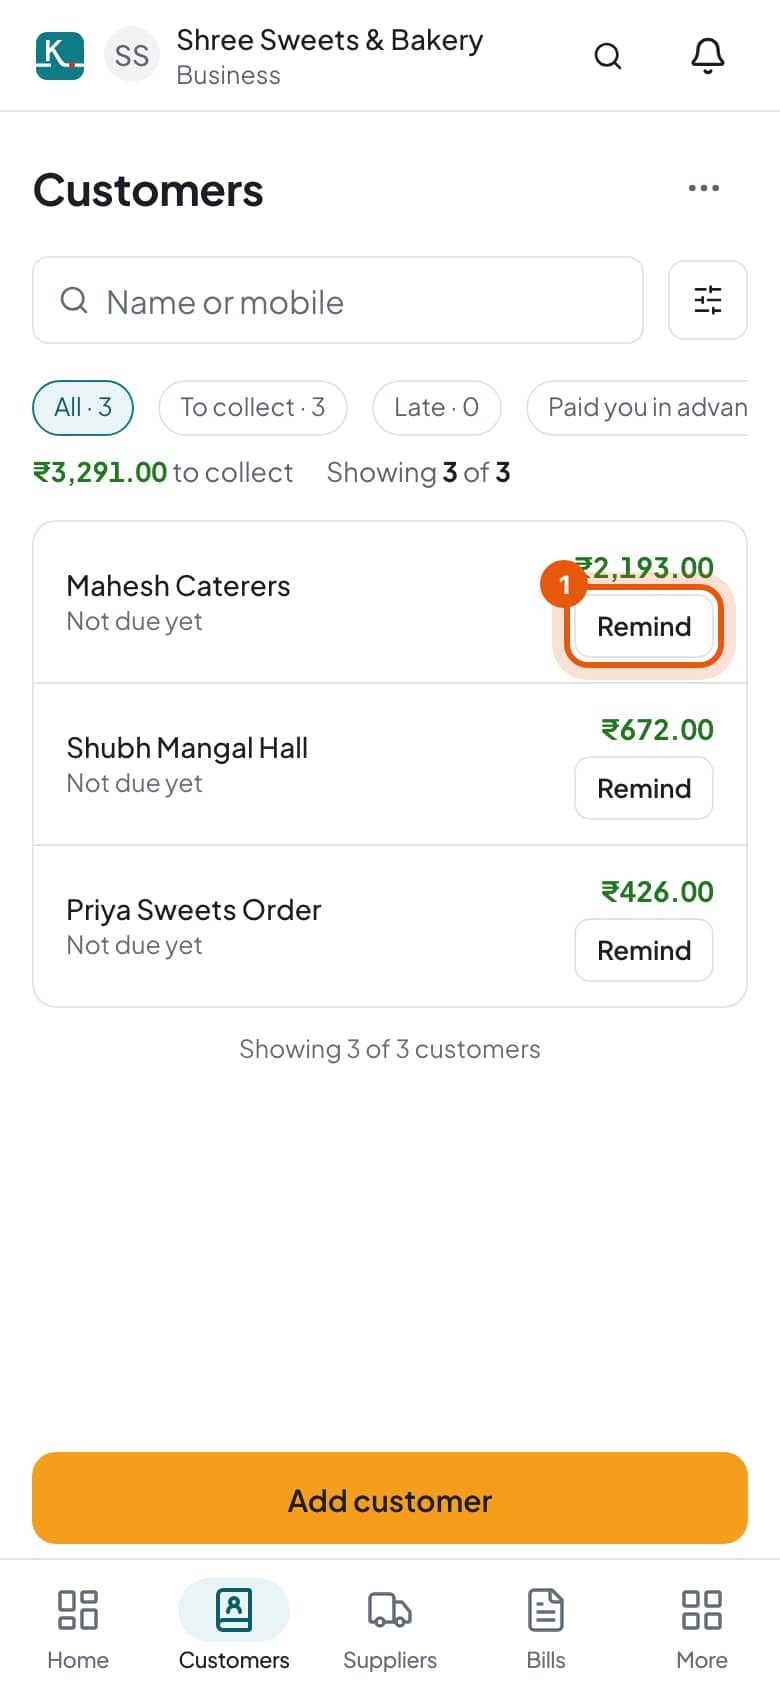 K.
SS
Shree Sweets & Bakery
Business
Customers
Name or mobile
All · 3
To collect · 3
Late · 0
Paid you in advan
₹3,291.00 to collect
Showing 3 of 3
₹2,193.00
Mahesh Caterers
Not due yet
1
Remind
₹672.00
Shubh Mangal Hall
Not due yet
Remind
₹426.00
Priya Sweets Order
Not due yet
Remind
Showing 3 of 3 customers
Add customer
Home
Customers
Suppliers
Bills
More